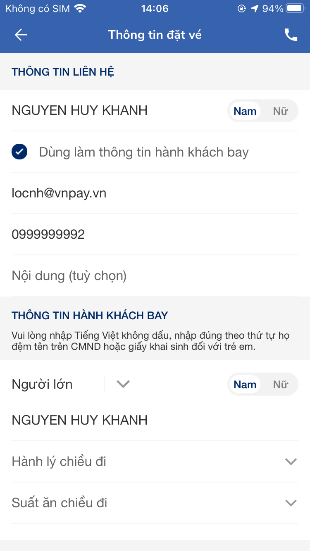 Không có SIM 14:06 94%
Thông tin đặt vé
THÔNG TIN LIÊN HỆ
NGUYEN HUY KHANH Nam Nữ
Dùng làm thông tin hành khách bay
locnh@vnpay.vn
0999999992
Nội dung (tuỳ chọn)
THÔNG TIN HÀNH KHÁCH BAY
Vui lòng nhập Tiếng Việt không dấu, nhập đúng theo thứ tự họ
đệm tên trên CMND hoặc giấy khai sinh đối với trẻ em.
Người lớn Nam Nữ
NGUYEN HUY KHANH
Hành lý chiều đi
Suất ăn chiều đi